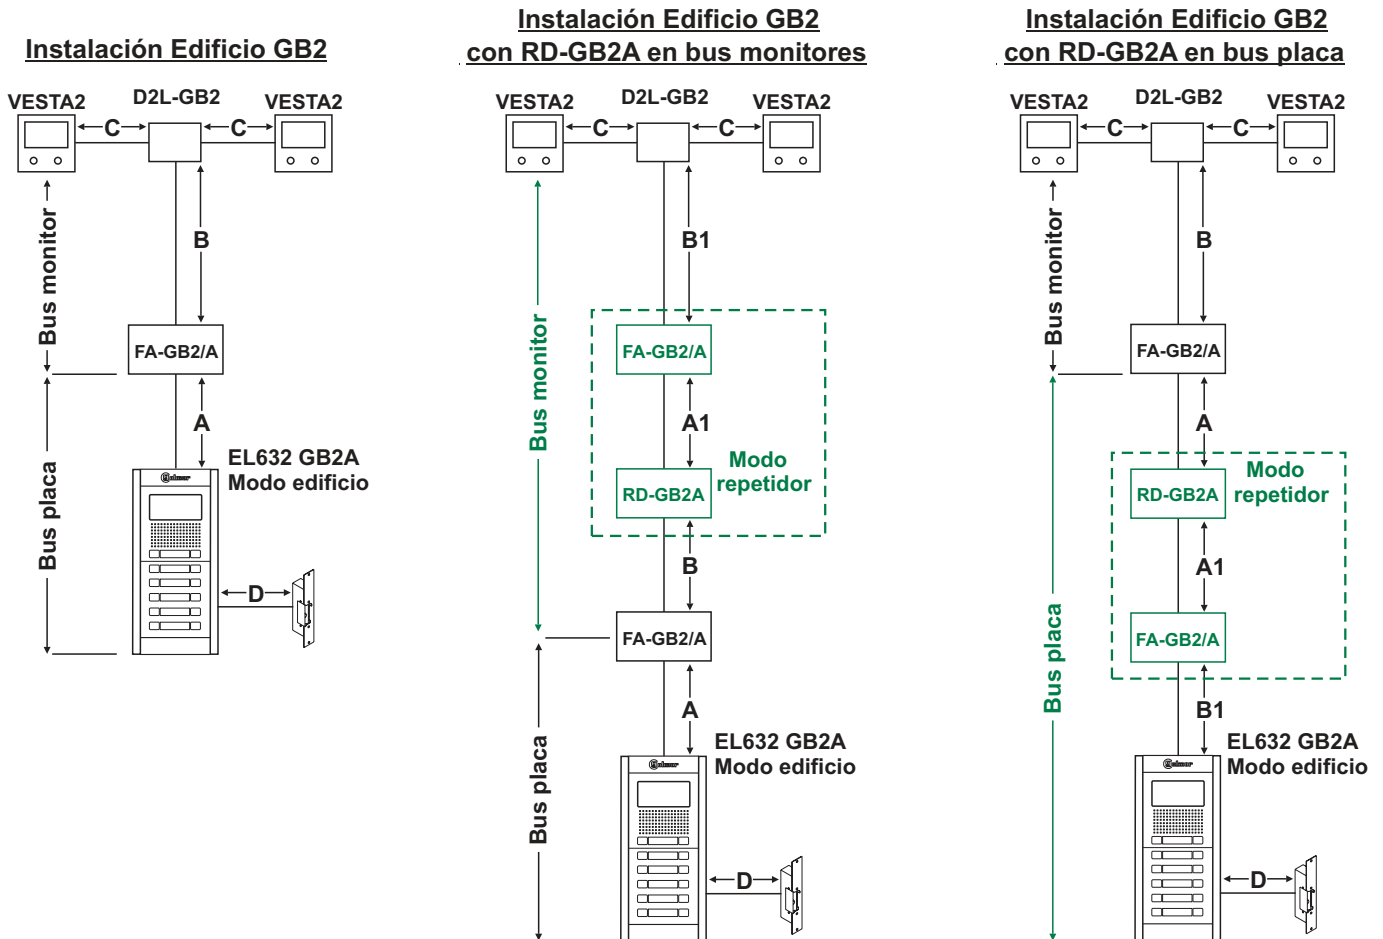 Instalación Edificio GB2
VESTA2
D2L-GB2
VESTA2
C
C
Bus monitor
B
FA-GB2/A
A
Bus placa
EL632 GB2A
Modo edificio
Golmar
D
Instalación Edificio GB2
con RD-GB2A en bus monitores
VESTA2
D2L-GB2
VESTA2
C
C
Bus monitor
B1
FA-GB2/A
A1
Modo
repetidor
RD-GB2A
B
FA-GB2/A
A
Bus placa
EL632 GB2A
Modo edificio
Golmar
D
Instalación Edificio GB2
con RD-GB2A en bus placa
VESTA2
D2L-GB2
VESTA2
C
C
Bus monitor
B
FA-GB2/A
A
Modo
repetidor
RD-GB2A
A1
FA-GB2/A
Bus placa
B1
EL632 GB2A
Modo edificio
Golmar
D